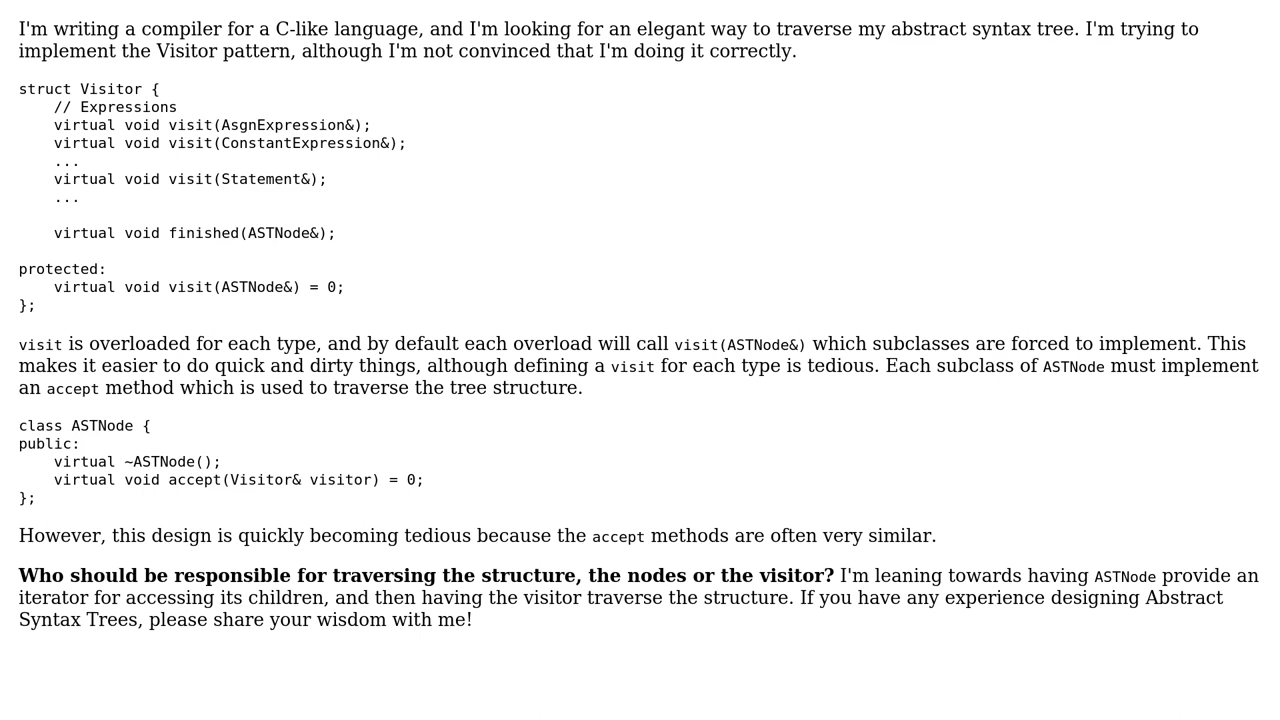 I'm writing a compiler for a C-like language, and I'm looking for an elegant way to traverse my abstract syntax tree. I'm trying to
implement the Visitor pattern, although I'm not convinced that I'm doing it correctly.
struct Visitor {
    // Expressions
    virtual void visit(AsgnExpression&);
    virtual void visit(ConstantExpression&);
    ...
    virtual void visit(Statement&);
    ...
    virtual void finished(ASTNode&);
protected:
    virtual void visit(ASTNode&) = 0;
};
visit is overloaded for each type, and by default each overload will call visit(ASTNode&) which subclasses are forced to implement. This
makes it easier to do quick and dirty things, although defining a visit for each type is tedious. Each subclass of ASTNode must implement
an accept method which is used to traverse the tree structure.
class ASTNode {
public:
    virtual ~ASTNode();
    virtual void accept(Visitor& visitor) = 0;
};
However, this design is quickly becoming tedious because the accept methods are often very similar.
Who should be responsible for traversing the structure, the nodes or the visitor? I'm leaning towards having ASTNode provide an
iterator for accessing its children, and then having the visitor traverse the structure. If you have any experience designing Abstract
Syntax Trees, please share your wisdom with me!